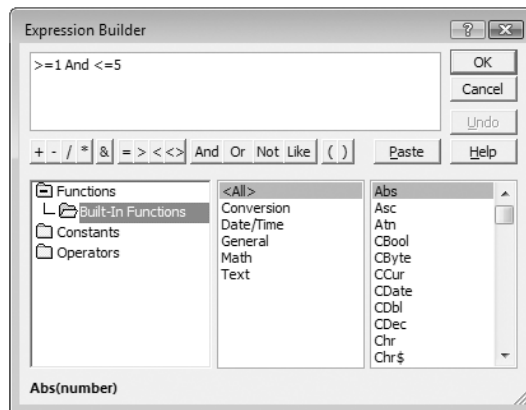 Expression Builder
>=1 And <=5
OK
Cancel
Undo
+ - / * & = > < <> And Or Not Like ( ) Paste Help
Functions
Built-In Functions
Constants
Operators
<All>
Conversion
Date/Time
General
Math
Text
Abs
Asc
Atn
CBool
CByte
CCur
CDate
CDbl
CDec
Chr
Chr$
Abs(number)